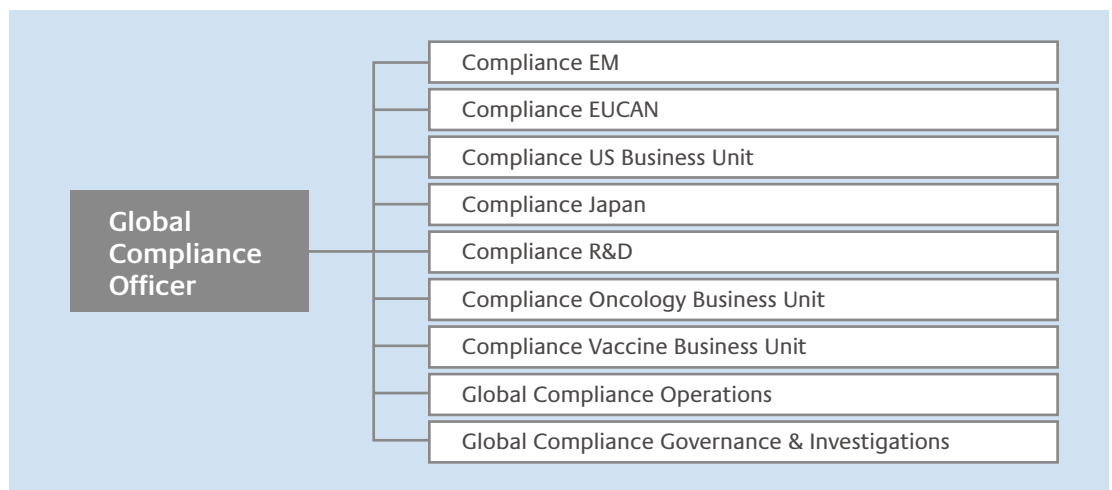 Global
Compliance
Officer
Compliance EM
Compliance EUCAN
Compliance US Business Unit
Compliance Japan
Compliance R&D
Compliance Oncology Business Unit
Compliance Vaccine Business Unit
Global Compliance Operations
Global Compliance Governance & Investigations